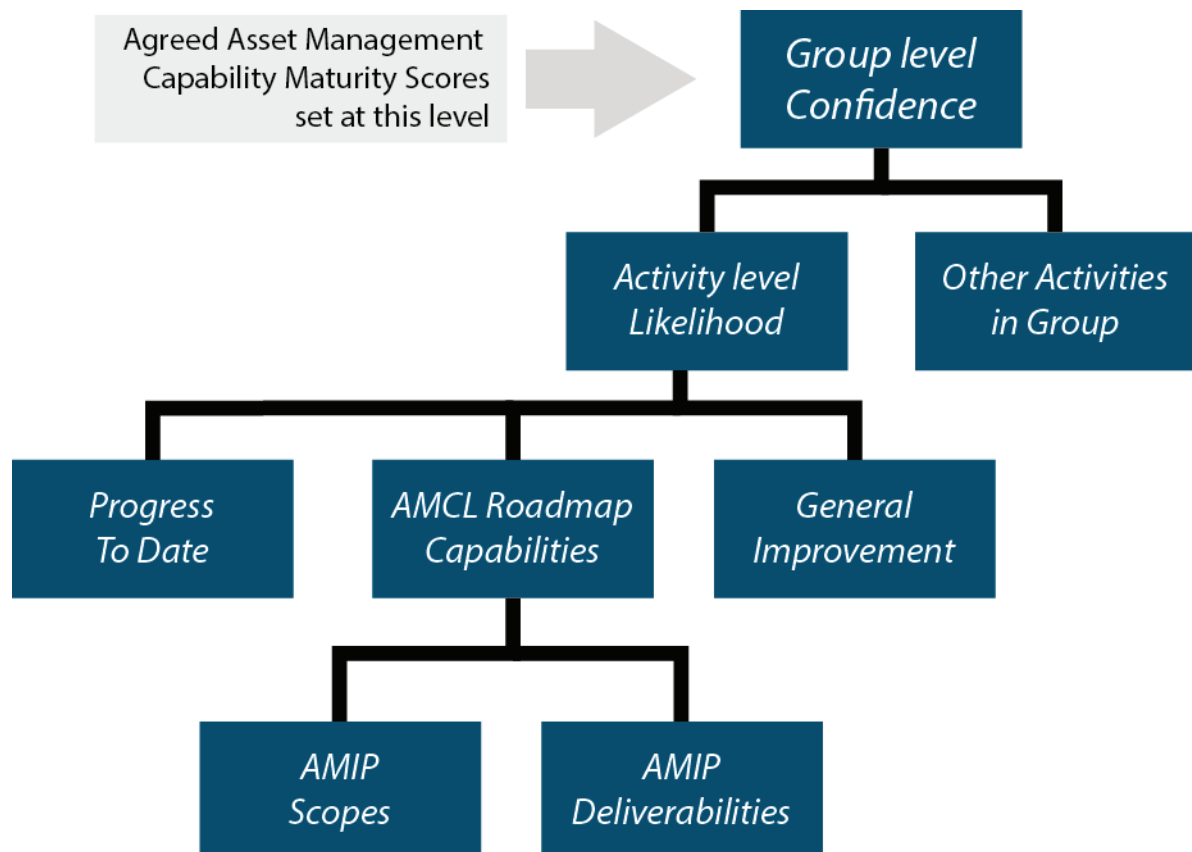 Agreed Asset Management
Capability Maturity Scores
set at this level
Group level
Confidence
Activity level
Likelihood
Other Activities
in Group
Progress
To Date
AMCL Roadmap
Capabilities
General
Improvement
AMIP
Scopes
AMIP
Deliverabilities